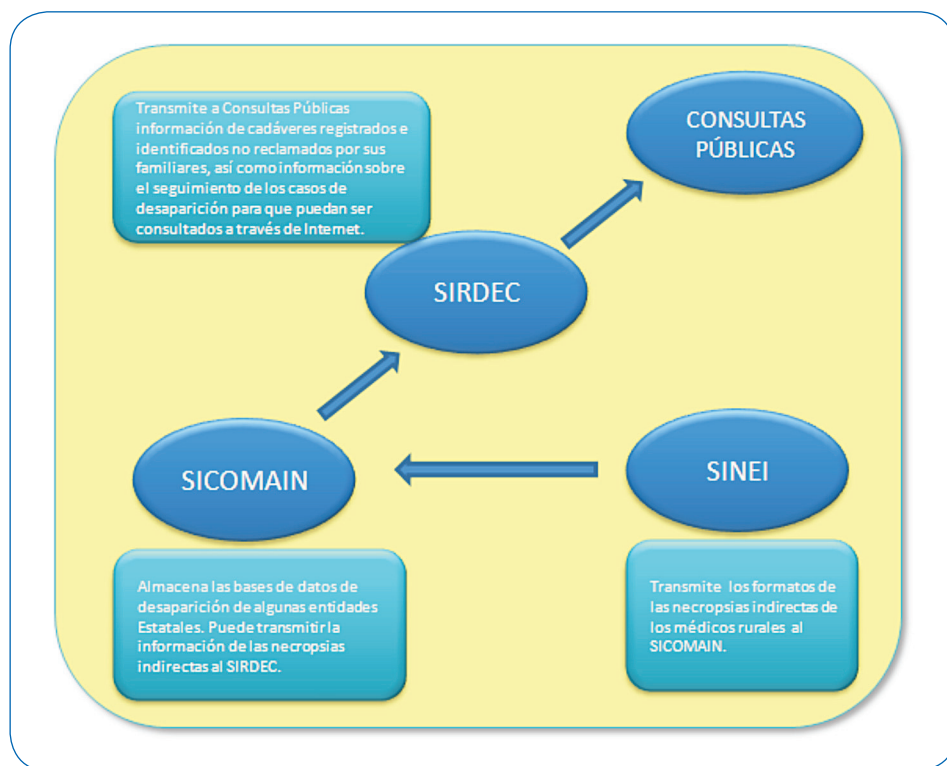 Transmite a Consultas Públicas
información de cadáveres registrados e
identificados no reclamados por sus
familiares, así como información sobre
el seguimiento de los casos de
desaparición para que puedan ser
consultados a través de Internet.
CONSULTAS
PÚBLICAS
SIRDEC
SICOMAIN
SINEI
Almacena las bases de datos de
desaparición de algunas entidades
Estatales. Puede transmitir la
información de las necropsias
indirectas al SIRDEC.
Transmite los formatos de
las necropsias indirectas de
los médicos rurales al
SICOMAIN.